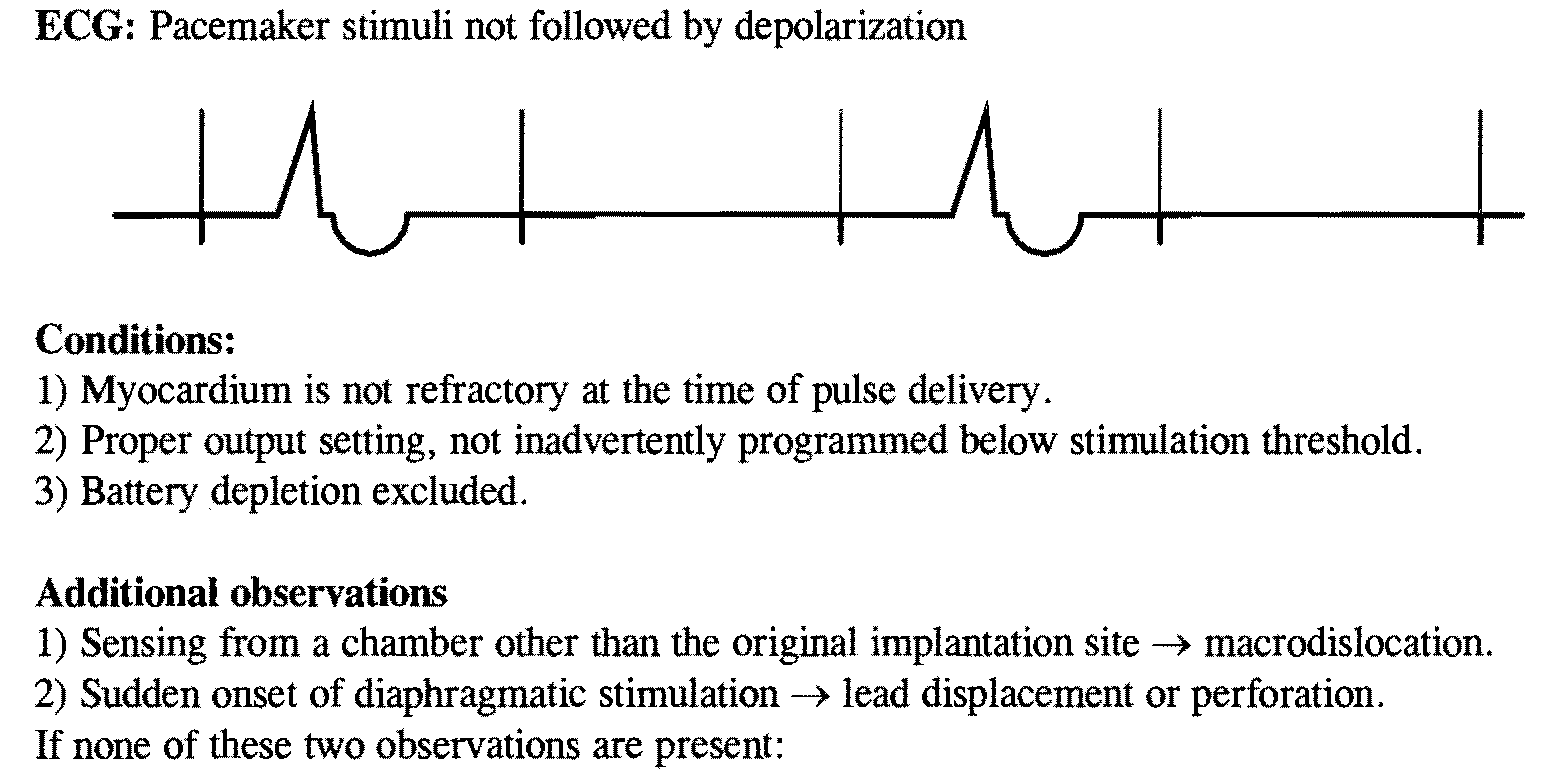 ECG: Pacemaker stimuli not followed by depolarization
Conditions:
1) Myocardium is not refractory at the time of pulse delivery.
2) Proper output setting, not inadvertently programmed below stimulation threshold.
3) Battery depletion excluded.
Additional observations
1) Sensing from a chamber other than the original implantation site → macrodislocation.
2) Sudden onset of diaphragmatic stimulation → lead displacement or perforation.
If none of these two observations are present: